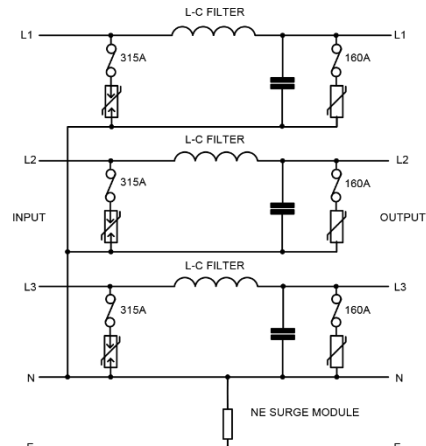 L-C FILTER
L1 L1
315A 160A
L-C FILTER
L2 L2
315A 160A
INPUT OUTPUT
L-C FILTER
L3 L3
315A 160A
N N
NE SURGE MODULE